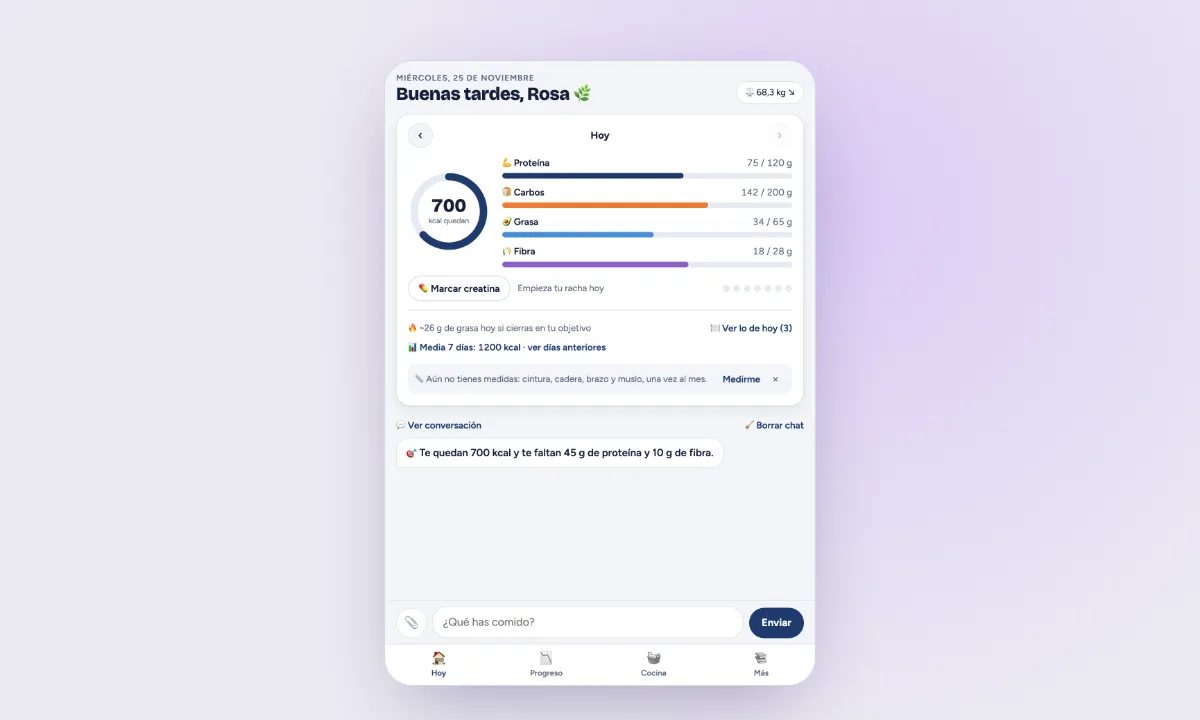 MIÉRCOLES, 25 DE NOVIEMBRE
Buenas tardes, Rosa 🌿
68,3 kg ↘
‹
Hoy
›
700
kcal quedan
Proteína 75 / 120 g
Carbos 142 / 200 g
Grasa 34 / 65 g
Fibra 18 / 28 g
Marcar creatina
Empieza tu racha hoy
~26 g de grasa hoy si cierras en tu objetivo
Ver lo de hoy (3)
Media 7 días: 1200 kcal · ver días anteriores
Aún no tienes medidas: cintura, cadera, brazo y muslo, una vez al mes.
Medirme ×
Ver conversación
Borrar chat
Te quedan 700 kcal y te faltan 45 g de proteína y 10 g de fibra.
¿Qué has comido?
Enviar
Hoy
Progreso
Cocina
Más